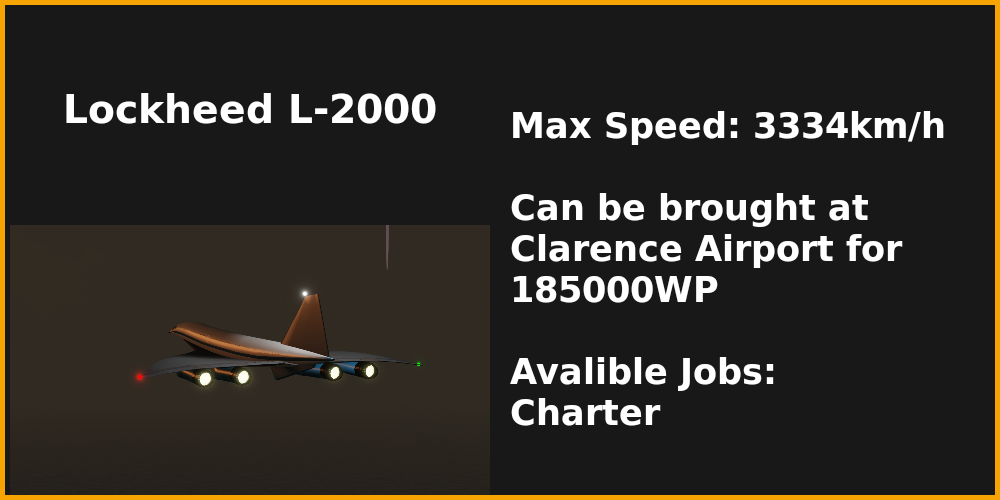 Lockheed L-2000
Max Speed: 3334km/h
Can be brought at
Clarence Airport for
185000WP
Avalible Jobs:
Charter